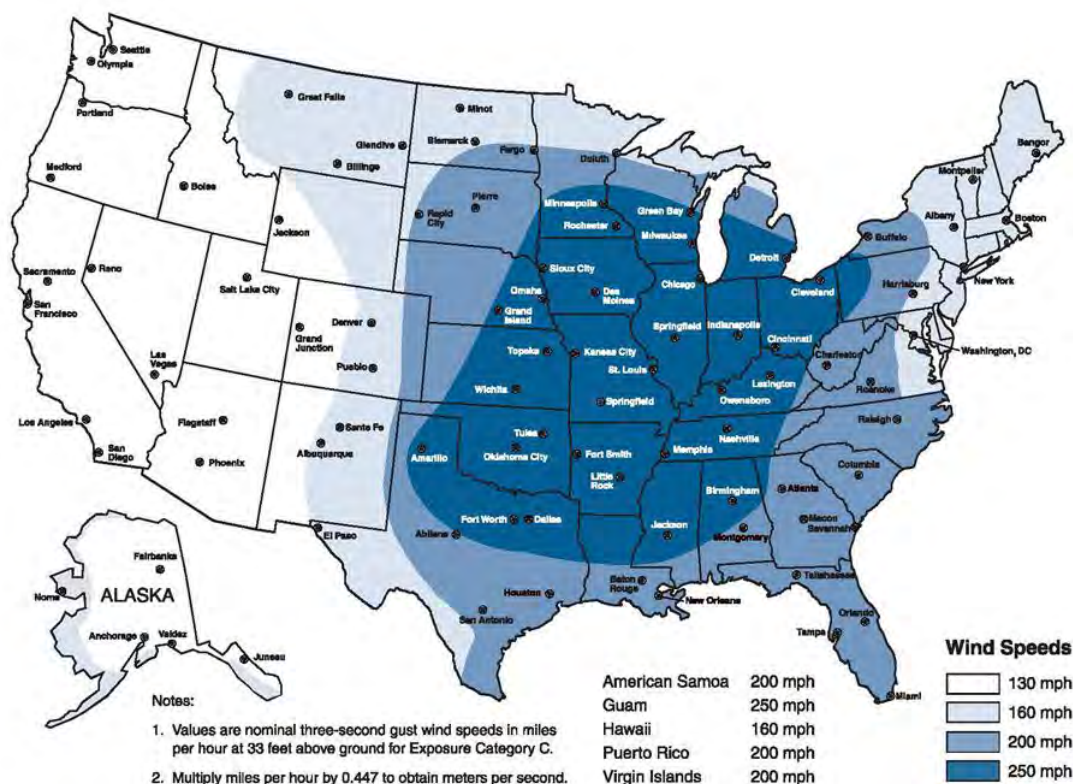 Seattle
Olympia
Portland
Medford
Boise
Great Falls
Glendive
Billings
Minot
Bismarck
Fargo
Duluth
Bangor
Montpelier
Albany
Boston
Buffalo
Jackson
Pierre
Rapid City
Minneapolis
Rochester
Green Bay
Milwaukee
Detroit
Sacramento
San Francisco
Reno
Salt Lake City
Sioux City
Omaha
Des Moines
Grand Island
Chicago
Cleveland
Harrisburg
New York
Washington, DC
Grand Junction
Denver
Pueblo
Topeka
Kansas City
Springfield
Indianapolis
Cincinnati
St. Louis
Charleston
Las Vegas
Wichita
Springfield
Owensboro
Lexington
Roanoke
Los Angeles
San Diego
Flagstaff
Phoenix
Santa Fe
Albuquerque
Amarillo
Tulsa
Oklahoma City
Fort Smith
Little Rock
Memphis
Nashville
Raleigh
Columbia
Birmingham
Atlanta
El Paso
Abilene
Fort Worth
Dallas
Jackson
Montgomery
Macon
Savannah
Houston
San Antonio
Baton Rouge
New Orleans
Tallahassee
Orlando
Tampa
Miami
ALASKA
Fairbanks
Nome
Anchorage
Valdez
Juneau
Notes:
1. Values are nominal three-second gust wind speeds in miles
per hour at 33 feet above ground for Exposure Category C.
2. Multiply miles per hour by 0.447 to obtain meters per second.
American Samoa 200 mph
Guam 250 mph
Hawaii 160 mph
Puerto Rico 200 mph
Virgin Islands 200 mph
Wind Speeds
130 mph
160 mph
200 mph
250 mph